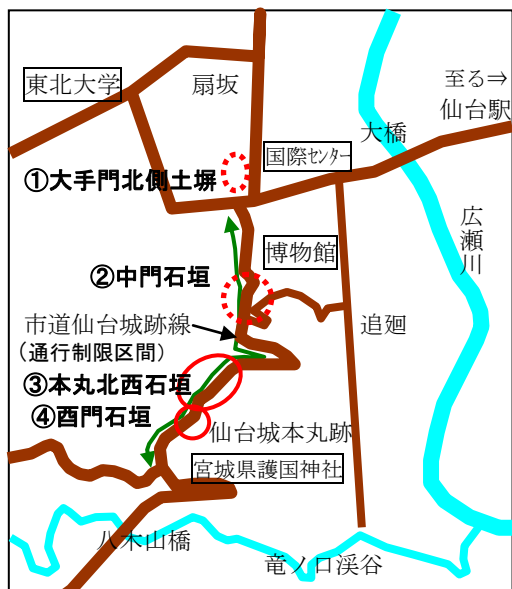 東北大学
扇坂
至る⇒
仙台駅
大橋
国際センター
①大手門北側土塀
広瀬川
博物館
②中門石垣
追廻
市道仙台城跡線
（通行制限区間）
③本丸北西石垣
④酉門石垣
仙台城本丸跡
宮城県護国神社
八木山橋
竜ノ口渓谷